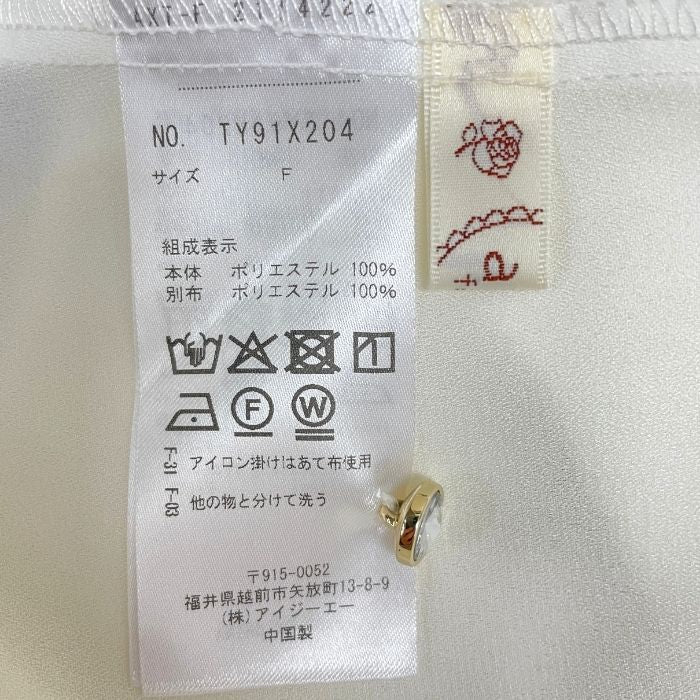 NO. TY91X204
サイズ F
組成表示
本体 ポリエステル 100%
別布 ポリエステル 100%
F
W
F-31 アイコン掛けはあて布使用
F-03 他の物と分けて洗う
〒915-0052
福井県越前市矢放町13-8-9
(株)アイジーエー
中国製